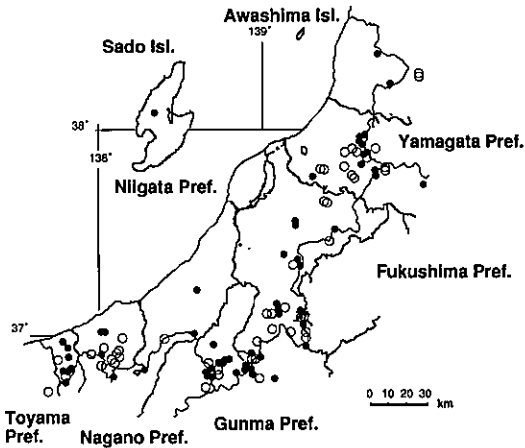 Awashima Isl.
139°
Sado Isl.
38°
138°
Yamagata Pref.
Niigata Pref.
Fukushima Pref.
37°
0 10 20 30
km
Toyama
Pref.
Nagano Pref.
Gunma Pref.